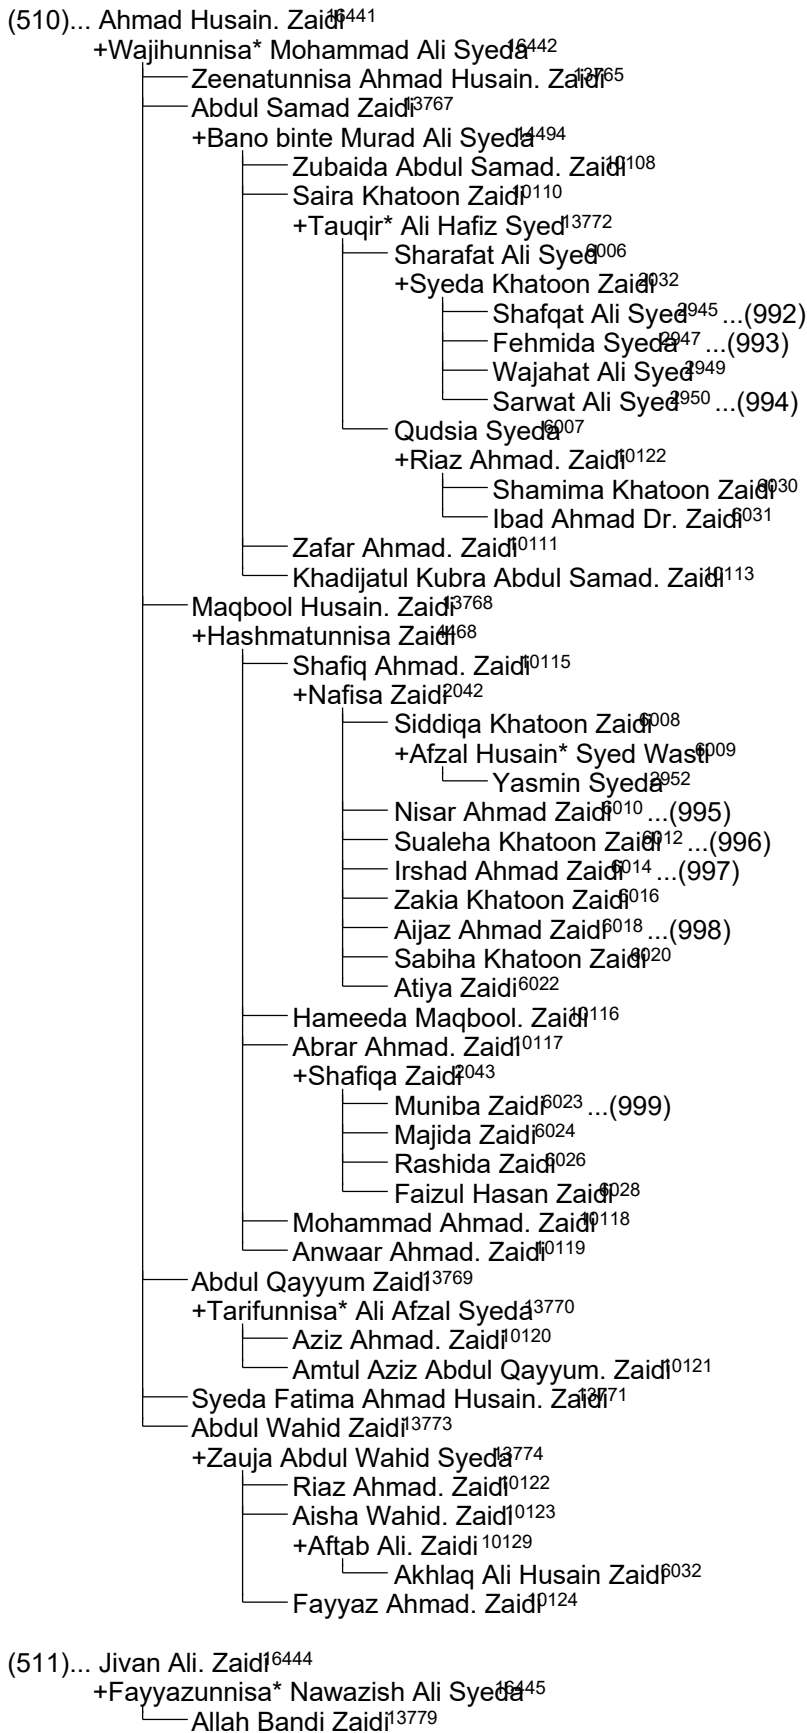 (510)... Ahmad Husain. Zaidi16441
+Wajihunnisa* Mohammad Ali Syeda16442
Zeenatunnisa Ahmad Husain. Zaidi13765
Abdul Samad Zaidi13767
+Bano binte Murad Ali Syeda14494
Zubaida Abdul Samad. Zaidi10108
Saira Khatoon Zaidi10110
+Tauqir* Ali Hafiz Syed13772
Sharafat Ali Syed6006
+Syeda Khatoon Zaidi2032
Shafqat Ali Syed2945 ...(992)
Fehmida Syeda2947 ...(993)
Wajahat Ali Syed2949
Sarwat Ali Syed2950 ...(994)
Qudsia Syeda6007
+Riaz Ahmad. Zaidi10122
Shamima Khatoon Zaidi6030
Ibad Ahmad Dr. Zaidi6031
Zafar Ahmad. Zaidi10111
Khadijatul Kubra Abdul Samad. Zaidi10113
Maqbool Husain. Zaidi13768
+Hashmatunnisa Zaidi4468
Shafiq Ahmad. Zaidi10115
+Nafisa Zaidi2042
Siddiqa Khatoon Zaidi6008
+Afzal Husain* Syed Wasti6009
Yasmin Syeda2952
Nisar Ahmad Zaidi6010 ...(995)
Sualeha Khatoon Zaidi6012 ...(996)
Irshad Ahmad Zaidi6014 ...(997)
Zakia Khatoon Zaidi6016
Aijaz Ahmad Zaidi6018 ...(998)
Sabiha Khatoon Zaidi6020
Atiya Zaidi6022
Hameeda Maqbool. Zaidi10116
Abrar Ahmad. Zaidi10117
+Shafiqa Zaidi2043
Muniba Zaidi6023 ...(999)
Majida Zaidi6024
Rashida Zaidi6026
Faizul Hasan Zaidi6028
Mohammad Ahmad. Zaidi10118
Anwaar Ahmad. Zaidi10119
Abdul Qayyum Zaidi13769
+Tarifunnisa* Ali Afzal Syeda13770
Aziz Ahmad. Zaidi10120
Amtul Aziz Abdul Qayyum. Zaidi10121
Syeda Fatima Ahmad Husain. Zaidi13771
Abdul Wahid Zaidi13773
+Zauja Abdul Wahid Syeda13774
Riaz Ahmad. Zaidi10122
Aisha Wahid. Zaidi10123
+Aftab Ali. Zaidi10129
Akhlaq Ali Husain Zaidi6032
Fayyaz Ahmad. Zaidi10124
(511)... Jivan Ali. Zaidi16444
+Fayyazunnisa* Nawazish Ali Syeda16445
Allah Bandi Zaidi13779